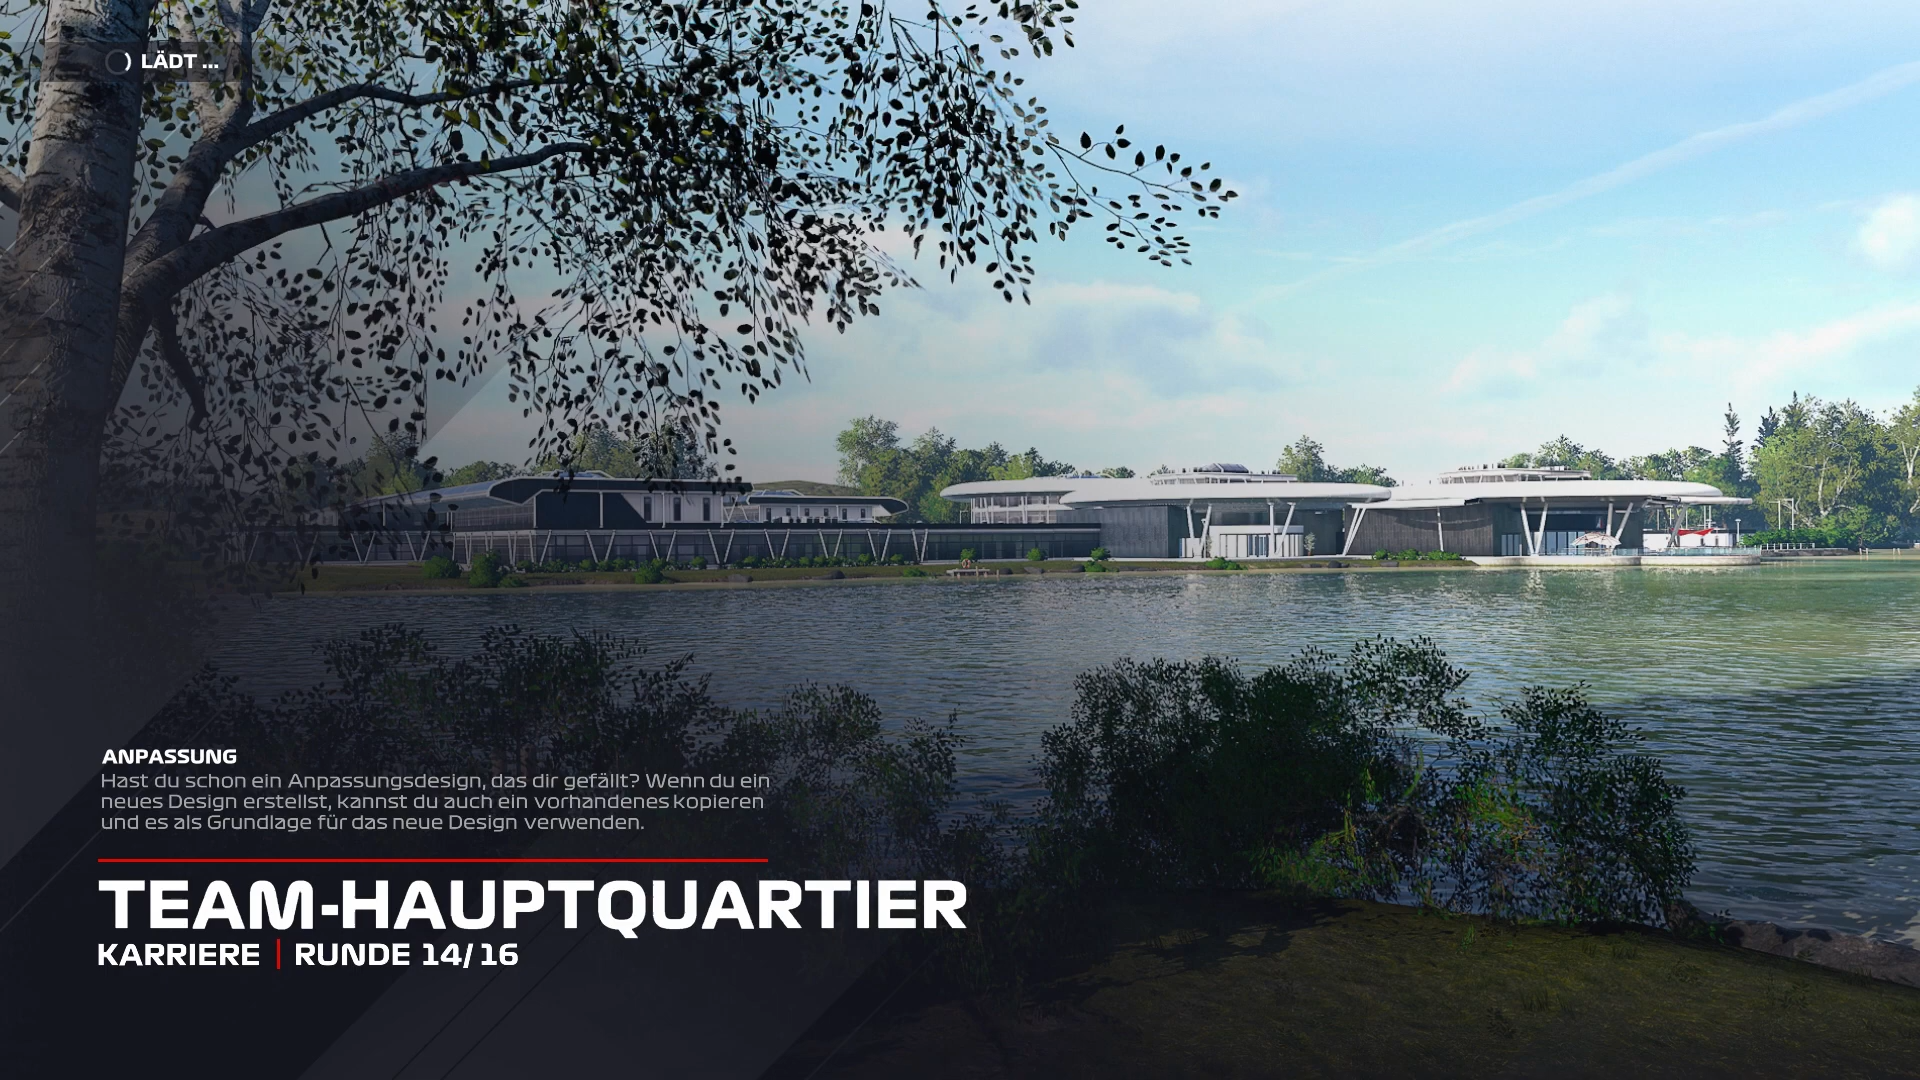 LÄDT ...
ANPASSUNG
Hast du schon ein Anpassungsdesign, das dir gefällt? Wenn du ein
neues Design erstellst, kannst du auch ein vorhandenes kopieren
und es als Grundlage für das neue Design verwenden.
TEAM-HAUPTQUARTIER
KARRIERE | RUNDE 14/16